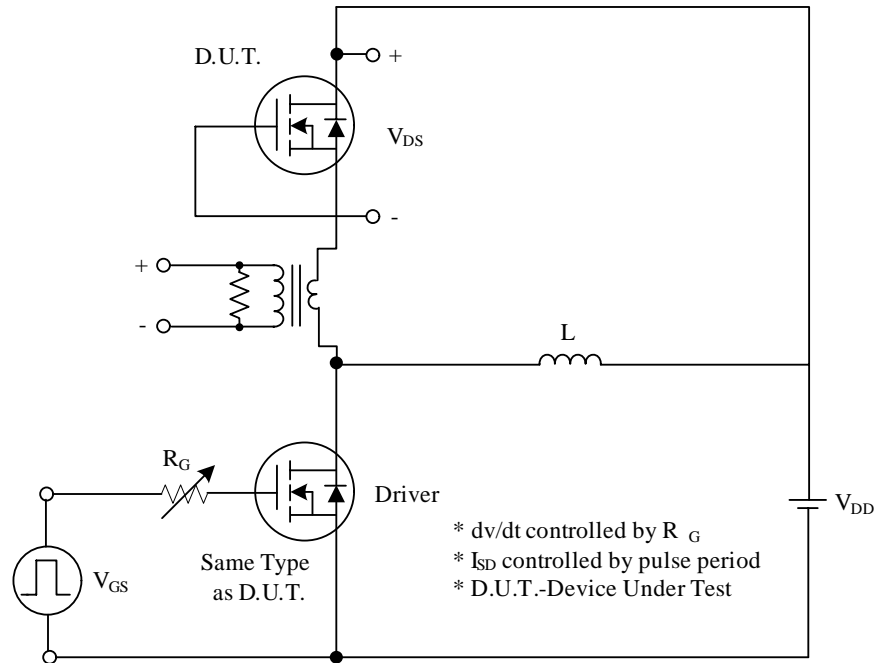 D.U.T.
+
VDS
-
+
-
L
RG
Driver
VDD
VGS
Same Type
as D.U.T.
* dv/dt controlled by R G
* ISD controlled by pulse period
* D.U.T.-Device Under Test